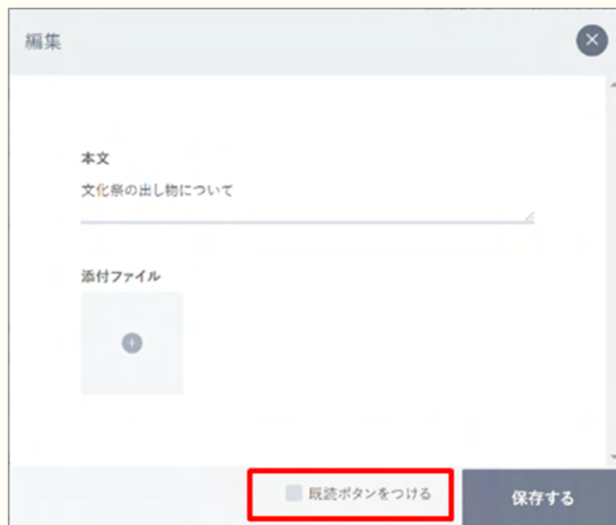 編集
本文
文化祭の出し物について
添付ファイル
既読ボタンをつける
保存する